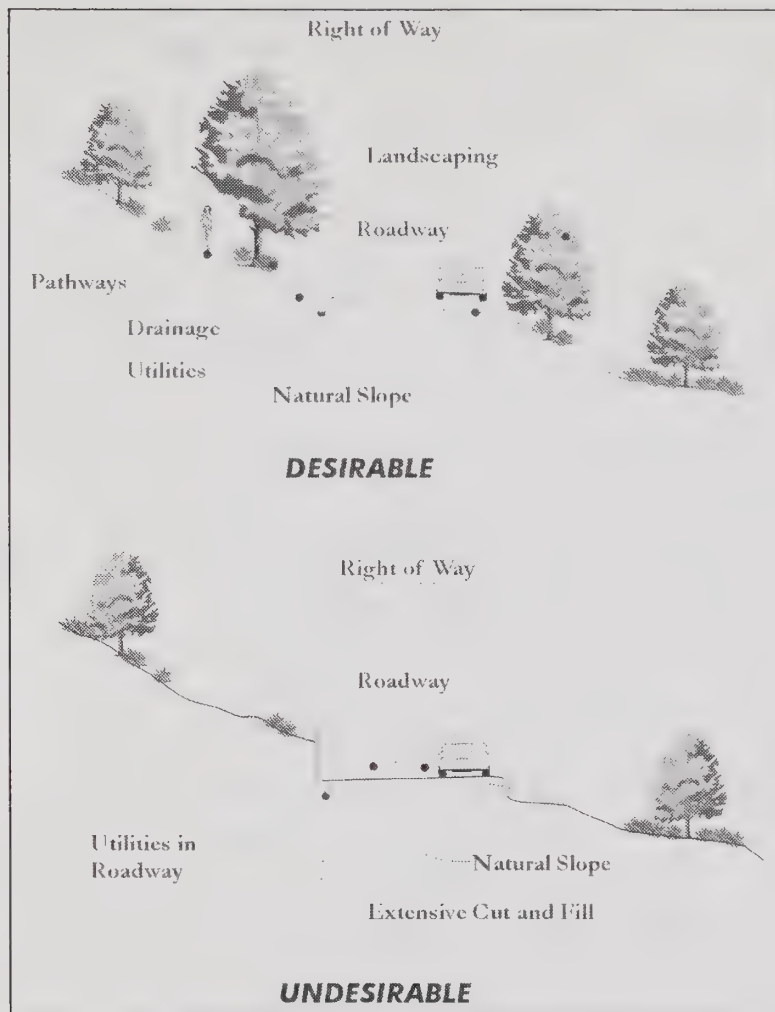 Right of Way
Landscaping
Roadway
Pathways
Drainage
Utilities
Natural Slope
DESIRABLE
Right of Way
Roadway
Utilities in
Roadway
Natural Slope
Extensive Cut and Fill
UNDESIRABLE